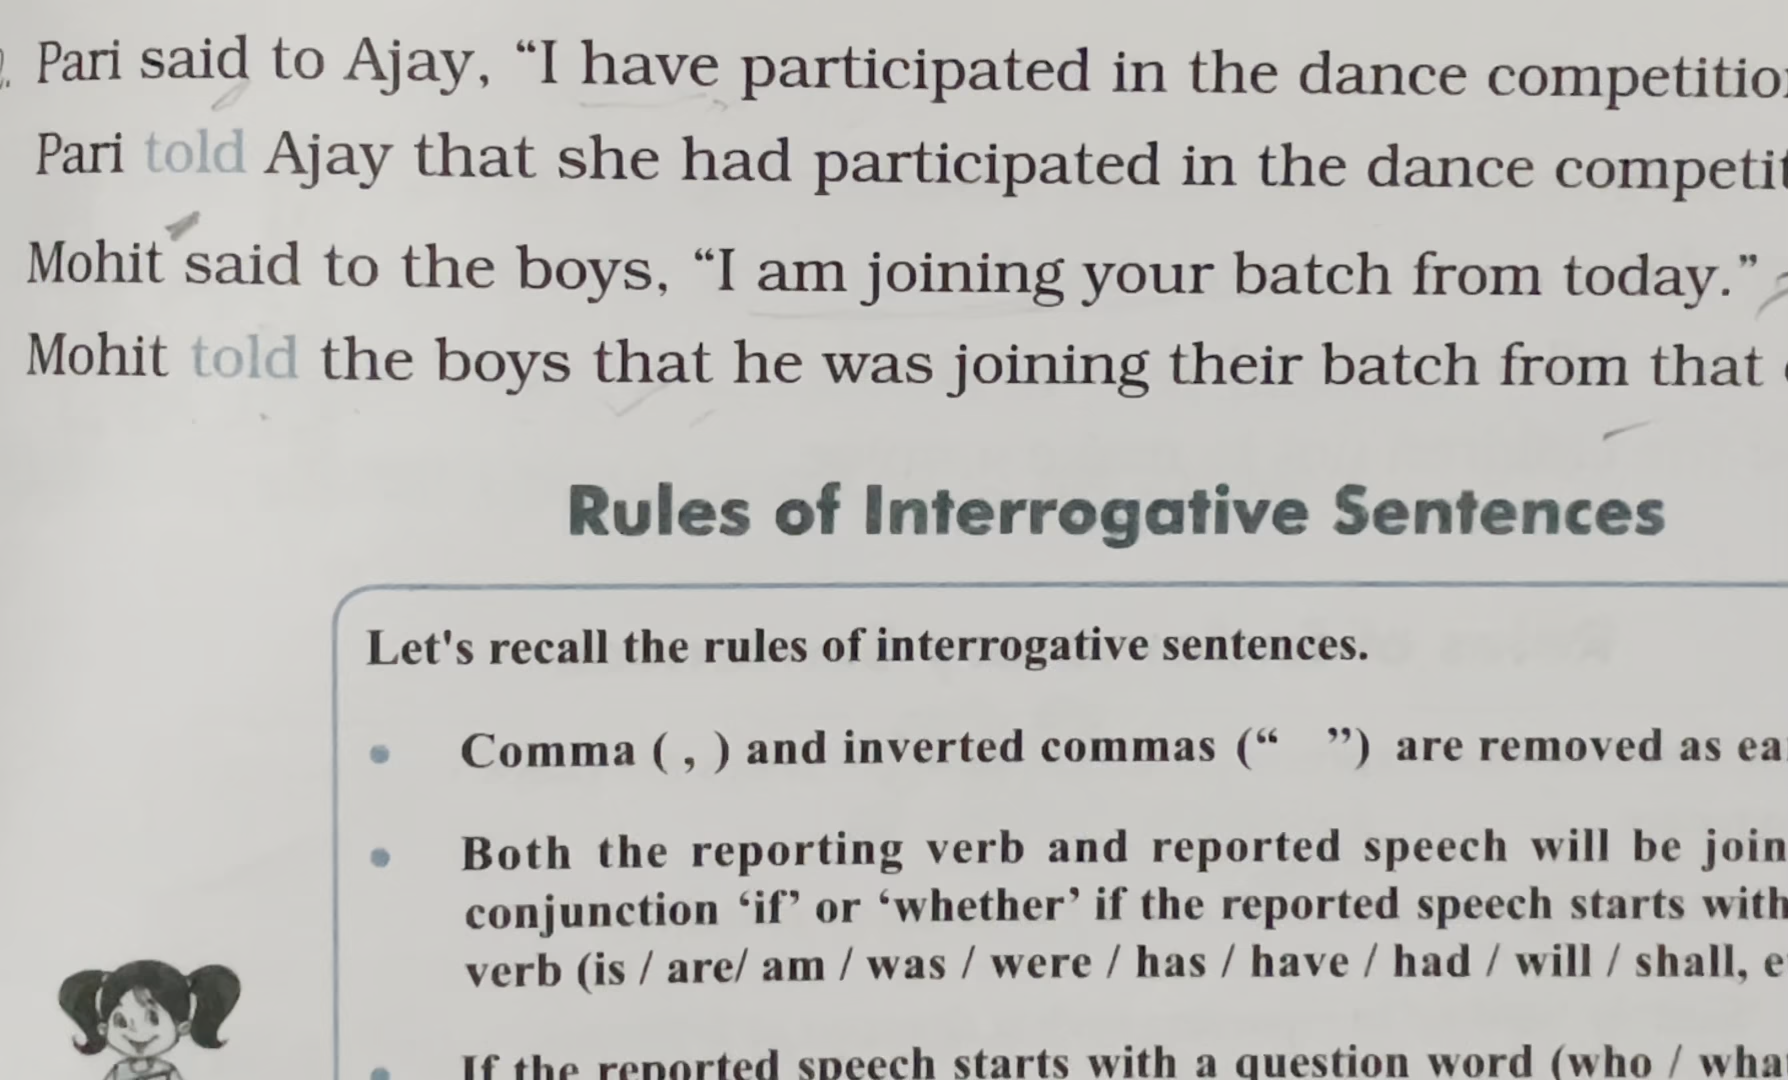 Pari said to Ajay, “I have participated in the dance
Pari told Ajay that she had participated in the dance
Mohit said to the boys, “I am joining your batch from today.”
Mohit told the boys that he was joining their batch from that
Rules of Interrogative Sentences
Let's recall the rules of interrogative sentences.
• Comma ( , ) and inverted commas (“ ”) are removed as
• Both the reporting verb and reported speech will be
conjunction ‘if’ or ‘whether’ if the reported speech starts with
verb (is / are/ am / was / were / has / have / had / will / shall,
• If the reported speech starts with a question word (who /